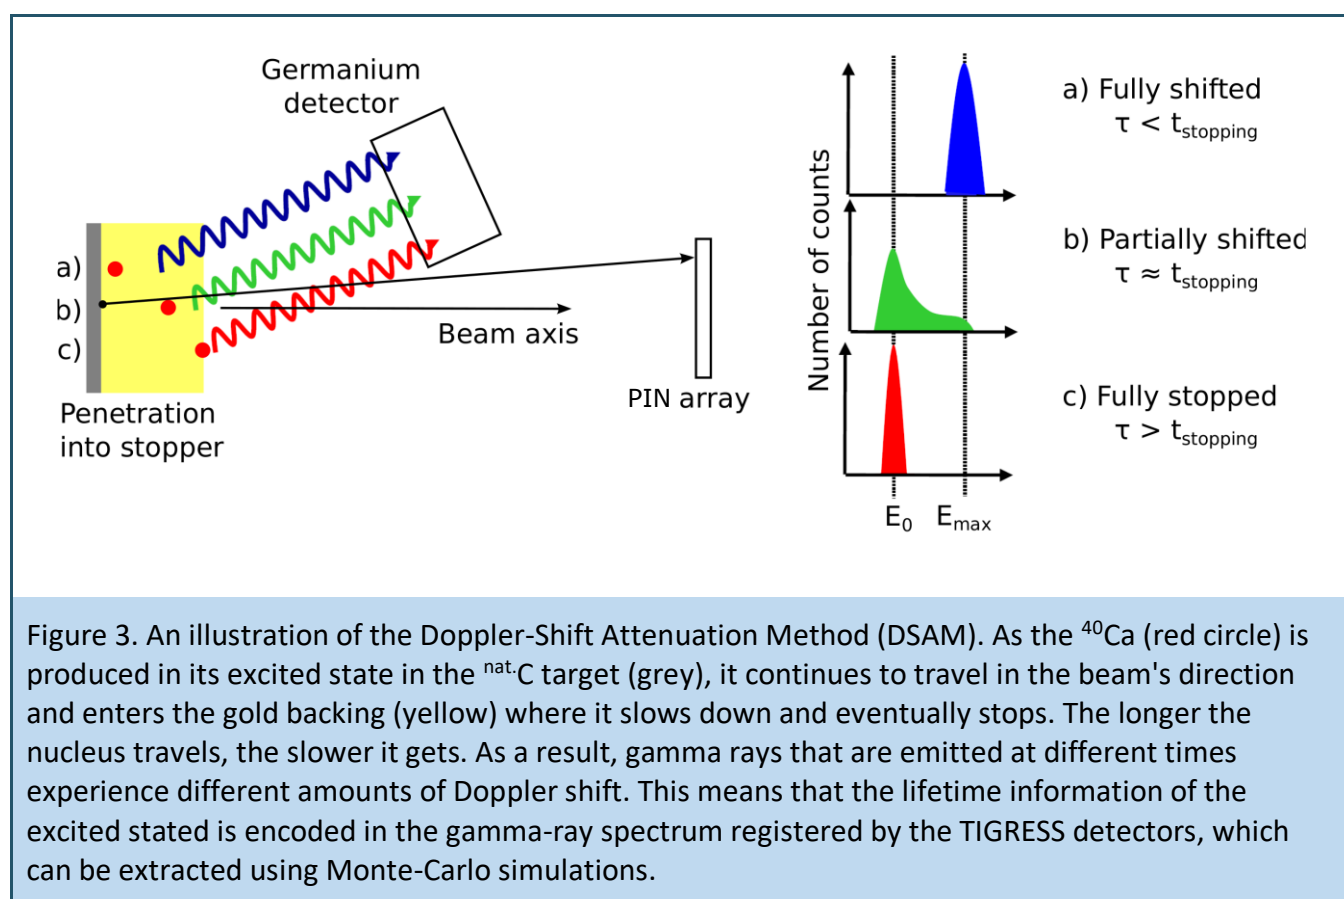 Germanium
detector
a)
b)
c)
Beam axis
Penetration
into stopper
PIN array
Number of counts
E₀
Eₘₐₓ
a) Fully shifted
τ < t_stopping
b) Partially shifted
τ ≈ t_stopping
c) Fully stopped
τ > t_stopping
Figure 3. An illustration of the Doppler-Shift Attenuation Method (DSAM). As the ⁴⁰Ca (red circle) is
produced in its excited state in the ⁿᵃᵗ·C target (grey), it continues to travel in the beam's direction
and enters the gold backing (yellow) where it slows down and eventually stops. The longer the
nucleus travels, the slower it gets. As a result, gamma rays that are emitted at different times
experience different amounts of Doppler shift. This means that the lifetime information of the
excited stated is encoded in the gamma-ray spectrum registered by the TIGRESS detectors, which
can be extracted using Monte-Carlo simulations.